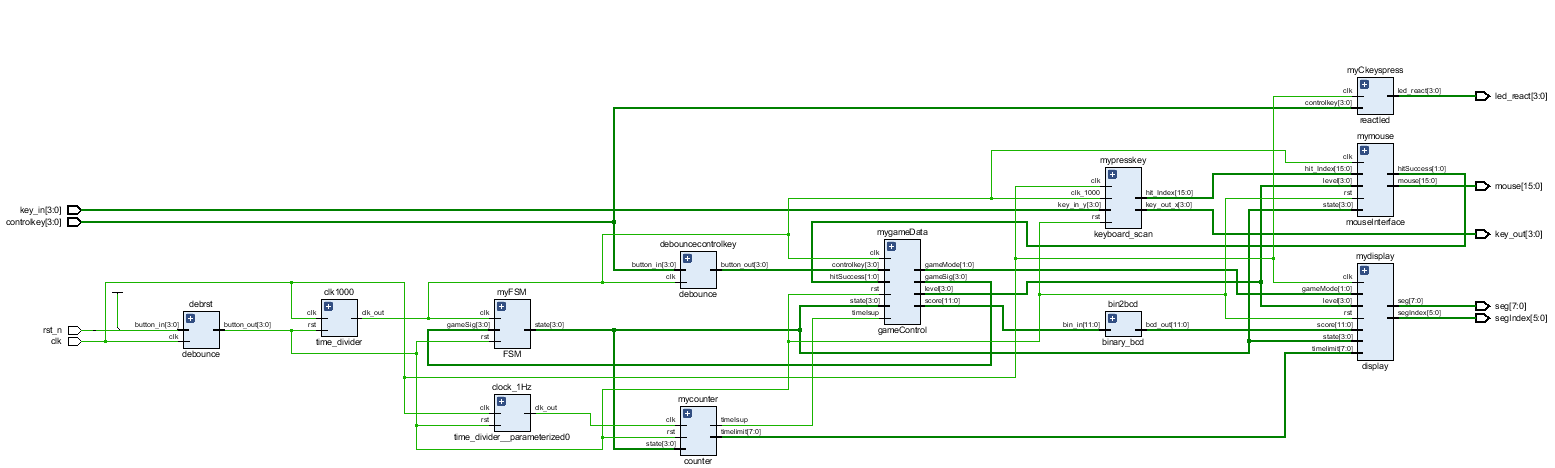 myCkeyspress
clk
controlkey[3:0]
led_react[3:0]
led_react[3:0]
reactled
mymouse
clk
hit_Index[15:0]
level[3:0]
rst
state[3:0]
hitSuccess[1:0]
mouse[15:0]
mouse[15:0]
mouseInterface
mypresskey
clk
clk_1000
key_in_y[3:0]
rst
hit_Index[15:0]
key_out_x[3:0]
keyboard_scan
key_in[3:0]
controlkey[3:0]
key_out[3:0]
debouncecontrolkey
button_in[3:0]
clk
button_out[3:0]
debounce
mygameData
clk
controlkey[3:0]
hitSuccess[1:0]
rst
state[3:0]
timeIsup
gameMode[1:0]
gameSig[3:0]
level[3:0]
score[11:0]
gameControl
mydisplay
clk
gameMode[1:0]
level[3:0]
rst
score[11:0]
state[3:0]
timelimit[7:0]
seg[7:0]
segIndex[5:0]
seg[7:0]
segIndex[5:0]
display
debrst
button_in[3:0]
clk
button_out[3:0]
debounce
rst_n
clk
clk1000
clk
rst
clk_out
time_divider
myFSM
clk
gameSig[3:0]
rst
state[3:0]
FSM
bin2bcd
bin_in[11:0]
bcd_out[11:0]
binary_bcd
clock_1Hz
clk
rst
clk_out
time_divider__parameterized0
mycounter
clk
rst
state[3:0]
timeIsup
timelimit[7:0]
counter